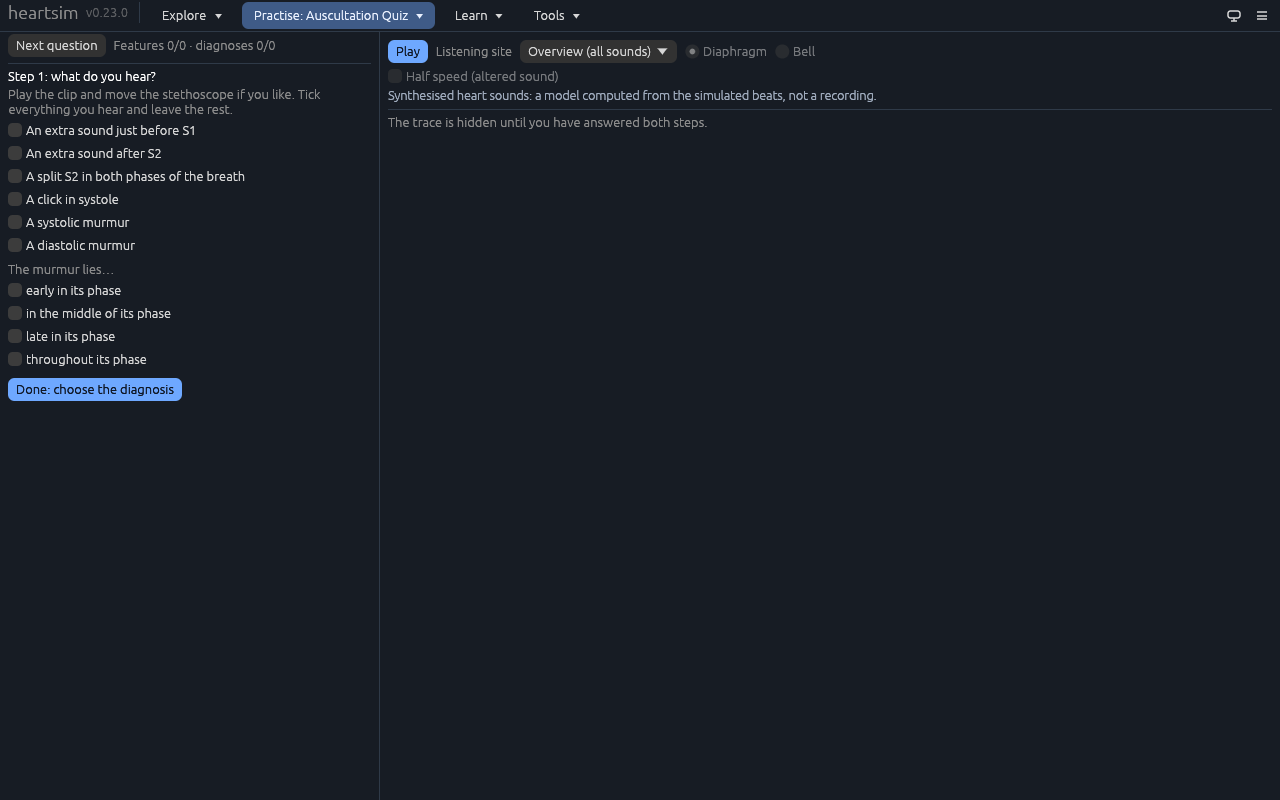 heartsim v0.23.0 Explore Practise: Auscultation Quiz Learn Tools
Next question Features 0/0 · diagnoses 0/0
Step 1: what do you hear?
Play the clip and move the stethoscope if you like. Tick
everything you hear and leave the rest.
An extra sound just before S1
An extra sound after S2
A split S2 in both phases of the breath
A click in systole
A systolic murmur
A diastolic murmur
The murmur lies…
early in its phase
in the middle of its phase
late in its phase
throughout its phase
Done: choose the diagnosis
Play Listening site Overview (all sounds) Diaphragm Bell
Half speed (altered sound)
Synthesised heart sounds: a model computed from the simulated beats, not a recording.
The trace is hidden until you have answered both steps.